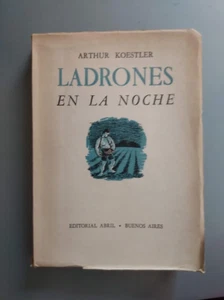 ARTHUR KOESTLER
LADRONES
EN LA NOCHE
EDITORIAL ABRIL • BUENOS AIRES